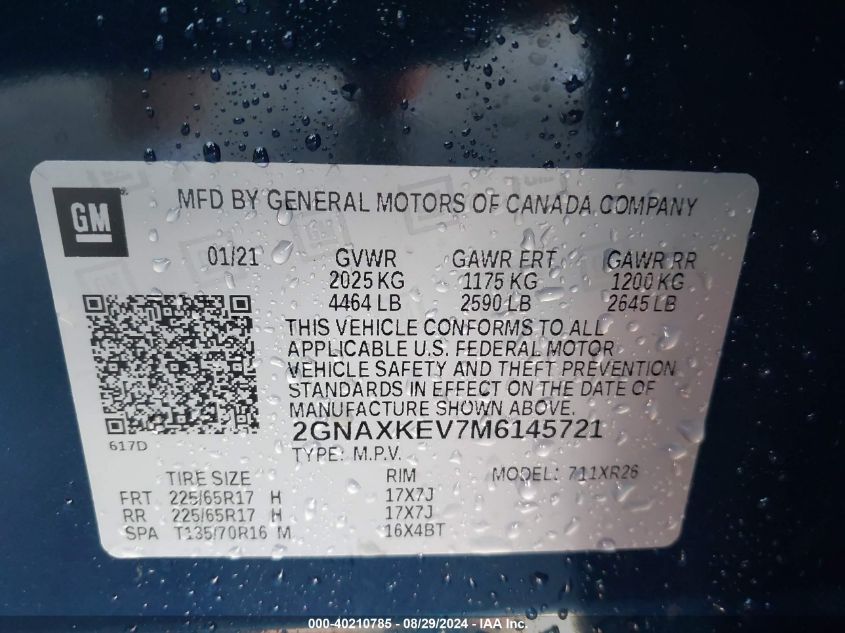 GM
MFD BY GENERAL MOTORS OF CANADA COMPANY
01/21 GVWR GAWR FRT GAWR RR
2025 KG 1175 KG 1200 KG
4464 LB 2590 LB 2645 LB
THIS VEHICLE CONFORMS TO ALL
APPLICABLE U.S. FEDERAL MOTOR
VEHICLE SAFETY AND THEFT PREVENTION
STANDARDS IN EFFECT ON THE DATE OF
MANUFACTURE SHOWN ABOVE.
617D
2GNAXKEV7M6145721
TYPE: M.P.V.
TIRE SIZE RIM MODEL: 711XR26
FRT 225/65R17 H 17X7J
RR 225/65R17 H 17X7J
SPA T135/70R16 M 16X4BT
000-40210785 - 08/29/2024 - IAA Inc.